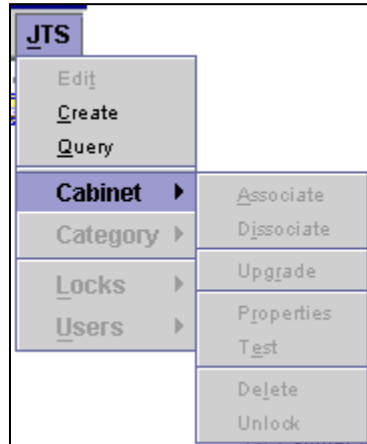 JTS
Edit
Create
Query
Cabinet
Category
Locks
Users
Associate
Dissociate
Upgrade
Properties
Test
Delete
Unlock